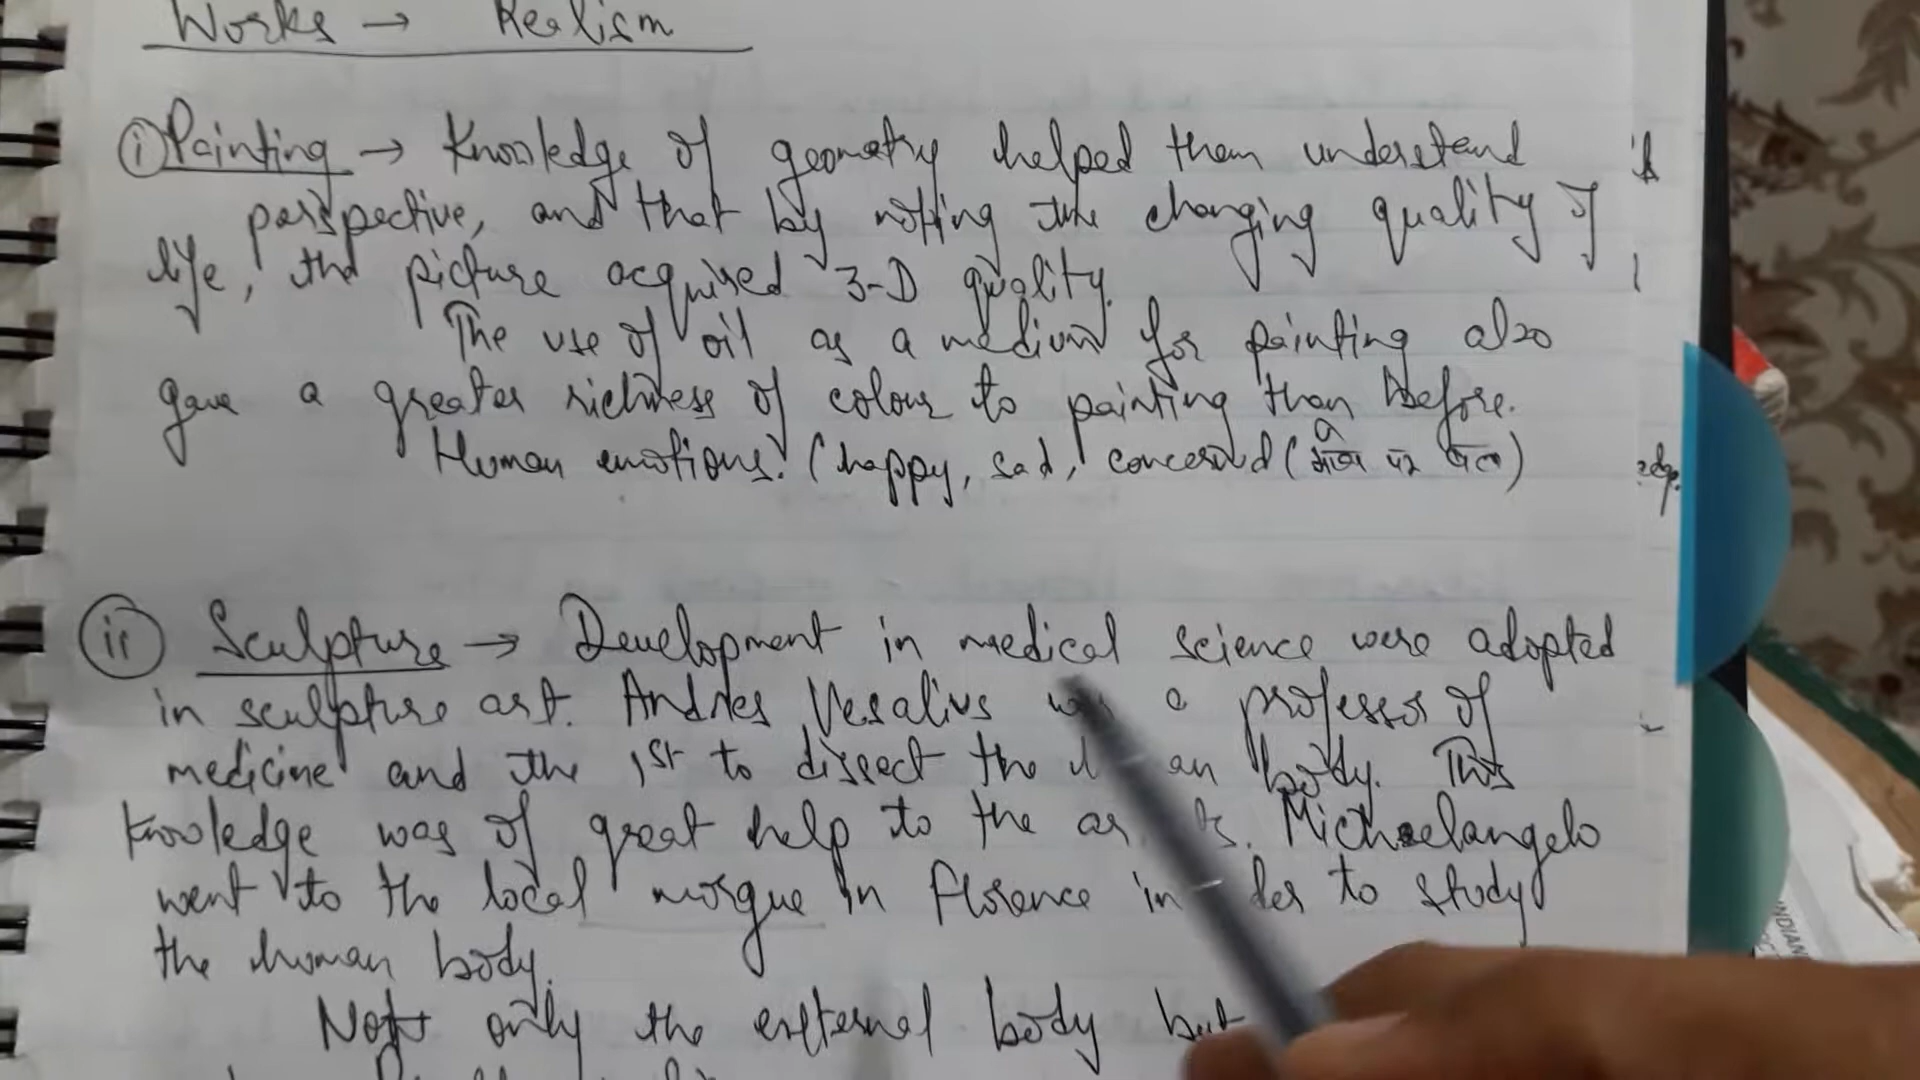 Works → Realism
i) Painting → Knowledge of geometry helped them understand
perspective, and that by notting the changing quality of
life, the picture acquired 3-D quality.
The use of oil as a medium for painting also
gave a greater richness of colour to painting than before.
Human emotions. (happy, sad, concerned (
ii) Sculpture → Development in medical science were adopted
in sculpture art. Andres Vesalius was a professor of
medicine and the 1st to dissect the an body. This
knowledge was of great help to the Michaelangelo
went to the local morgue in florence in to study
the human body.
Not only the external body but
INDIAN